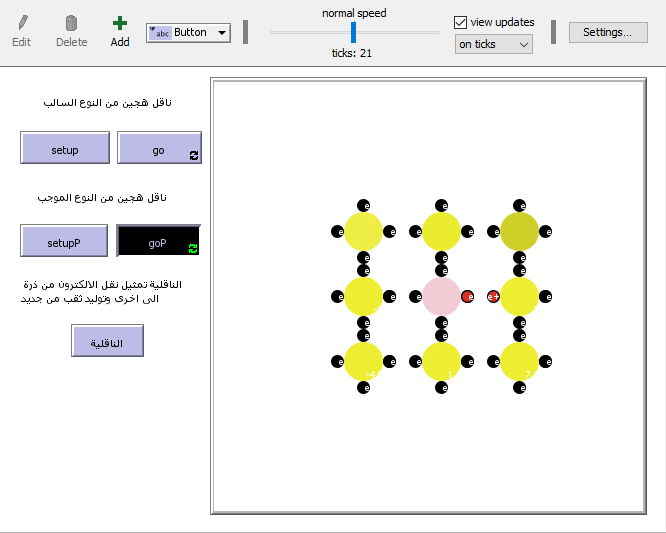 normal speed
Edit
Delete
Add
abc
Button
view updates
ticks: 21
on ticks
Settings...
ناقل هجين من النوع السالب
setup
go
ناقل هجين من النوع الموجب
setupP
goP
الناقلية تمثيل نقل الالكترون من ذرة
الى اخرى وتوليد ثقب من جديد
الناقلية
e e e
e e e e e e
e e e
e e e
e e e e e+ e
e e e
e e e
e e e e e e
-4 1 7
e e e